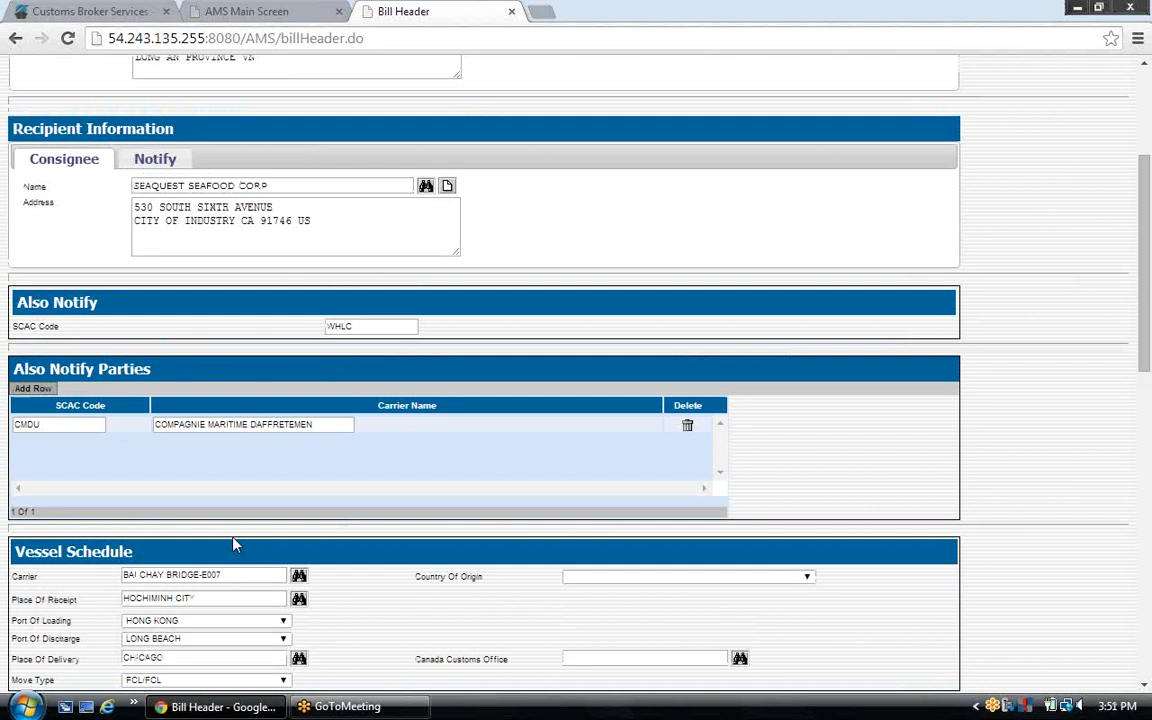 Customs Broker Services
AMS Main Screen
Bill Header
54.243.135.255:8080/AMS/billHeader.do
LONG AN PROVINCE VN
Recipient Information
Consignee
Notify
Name
SEAQUEST SEAFOOD CORP
Address
530 SOUTH SIXTH AVENUE
CITY OF INDUSTRY CA 91746 US
Also Notify
SCAC Code
WHLC
Also Notify Parties
Add Row
SCAC Code
Carrier Name
Delete
CMDU
COMPAGNIE MARITIME DAFFRETEMEN
1 Of 1
Vessel Schedule
Carrier
BAI CHAY BRIDGE-E007
Country Of Origin
Place Of Receipt
HOCHIMINH CITY
Port Of Loading
HONG KONG
Port Of Discharge
LONG BEACH
Place Of Delivery
CHICAGO
Canada Customs Office
Move Type
FCL/FCL
Bill Header - Google...
GoToMeeting
3:51 PM